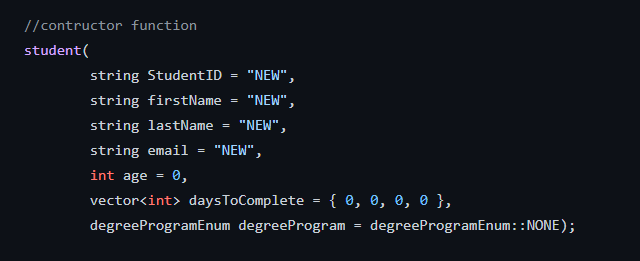 //contructor function
student(
string StudentID = "NEW",
string firstName = "NEW",
string lastName = "NEW",
string email = "NEW",
int age = 0,
vector<int> daysToComplete = { 0, 0, 0, 0 },
degreeProgramEnum degreeProgram = degreeProgramEnum::NONE);